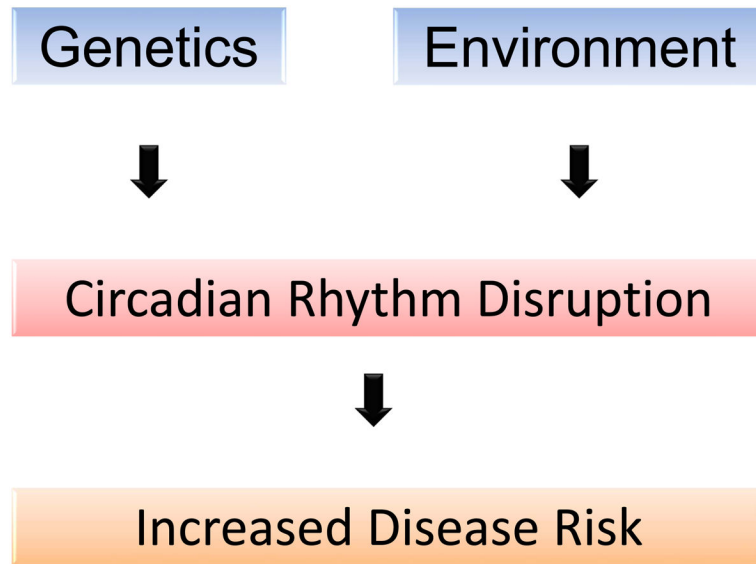 Genetics
Environment
Circadian Rhythm Disruption
Increased Disease Risk